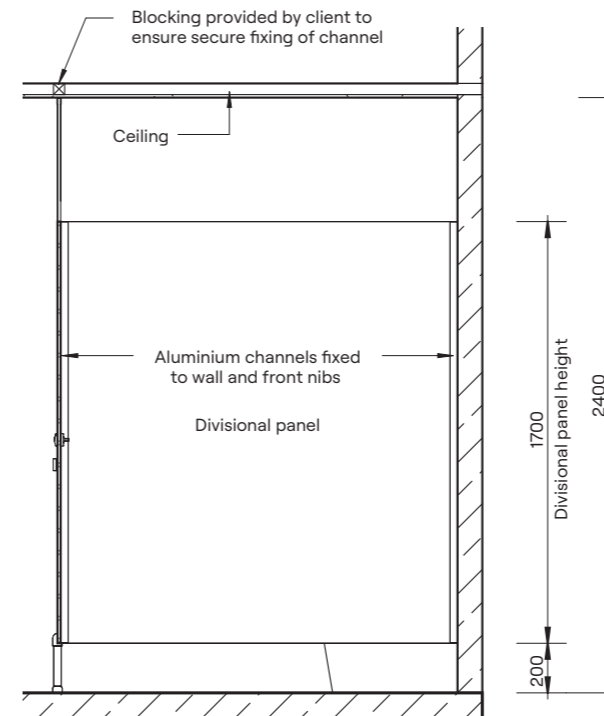 Blocking provided by client to
ensure secure fixing of channel
Ceiling
Aluminium channels fixed
to wall and front nibs
Divisional panel
1700
Divisional panel height
2400
200